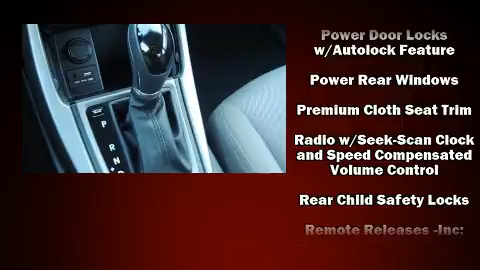 Power Door Locks
w/Autolock Feature
Power Rear Windows
Premium Cloth Seat Trim
Radio w/Seek-Scan Clock
and Speed Compensated
Volume Control
Rear Child Safety Locks
Remote Releases -Inc:
P
R
N